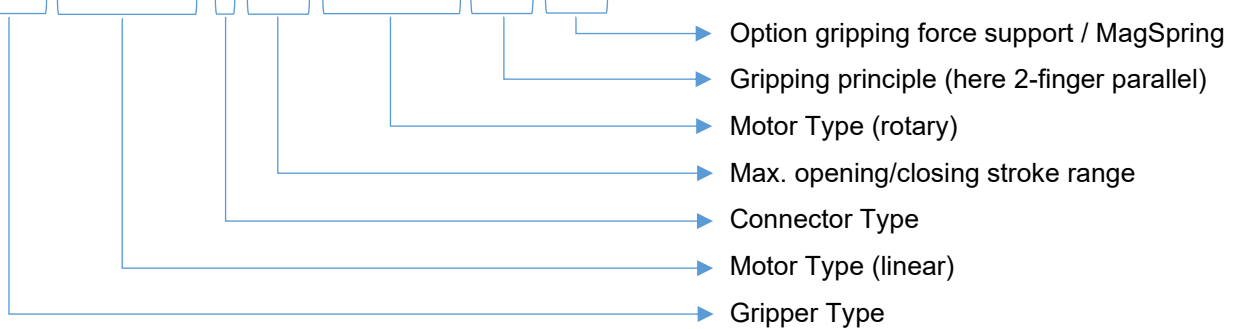 Option gripping force support / MagSpring
Gripping principle (here 2-finger parallel)
Motor Type (rotary)
Max. opening/closing stroke range
Connector Type
Motor Type (linear)
Gripper Type